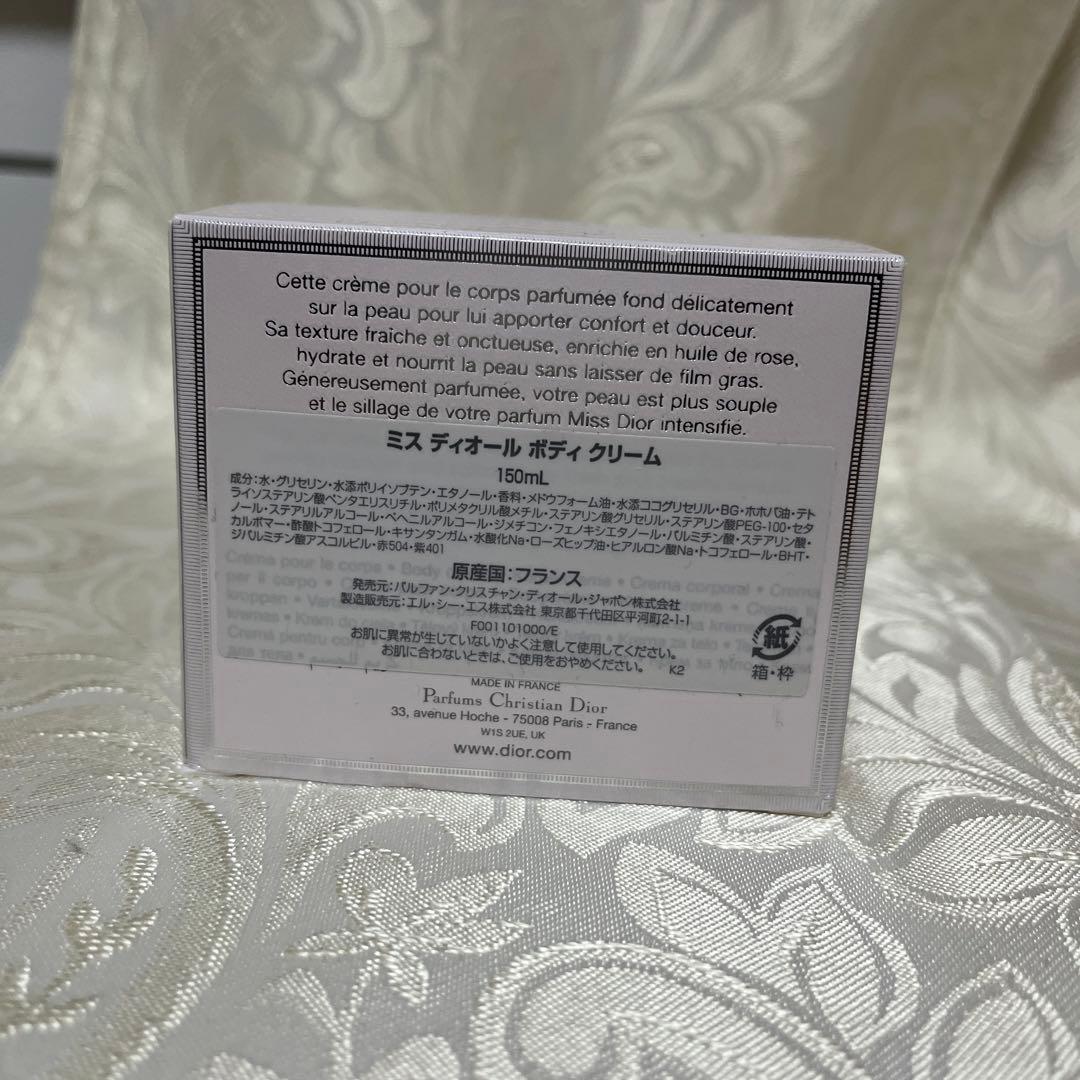 Cette crème pour le corps parfumée fond délicatement
sur la peau pour lui apporter confort et douceur.
Sa texture fraîche et onctueuse, enrichie en huile de rose,
hydrate et nourrit la peau sans laisser de film gras.
Généreusement parfumée, votre peau est plus souple
et le sillage de votre parfum Miss Dior intensifié.
ミス ディオール ボディ クリーム
150mL
成分:水・グリセリン・水添ポリイソブテン・エタノール・香料・メドウフォーム油・水添ココグリセリル・BG・ホホバ油・テト
ライソステアリン酸ペンタエリスリチル・ポリメタクリル酸メチル・ステアリン酸グリセリル・ステアリン酸PEG-100・セタ
ノール・ステアリルアルコール・ベヘニルアルコール・ジメチコン・フェノキシエタノール・パルミチン酸・ステアリン酸・
カルボマー・酢酸トコフェロール・キサンタンガム・水酸化Na・ローズヒップ油・ヒアルロン酸Na・トコフェロール・BHT・
ジパルミチン酸アスコルビル・赤504・紫401
Crème pour le corps • Body • Crema corporal • Crema
per il corpo
原産国:フランス
発売元:パルファン・クリスチャン・ディオール・ジャポン株式会社
製造販売元:エル・シー・エス株式会社 東京都千代田区平河町2-1-1
F001101000/E
お肌に異常が生じていないかよく注意して使用してください。
お肌に合わないときは、ご使用をおやめください。 K2
紙
箱・枠
MADE IN FRANCE
Parfums Christian Dior
33, avenue Hoche - 75008 Paris - France
W1S 2UE, UK
www.dior.com